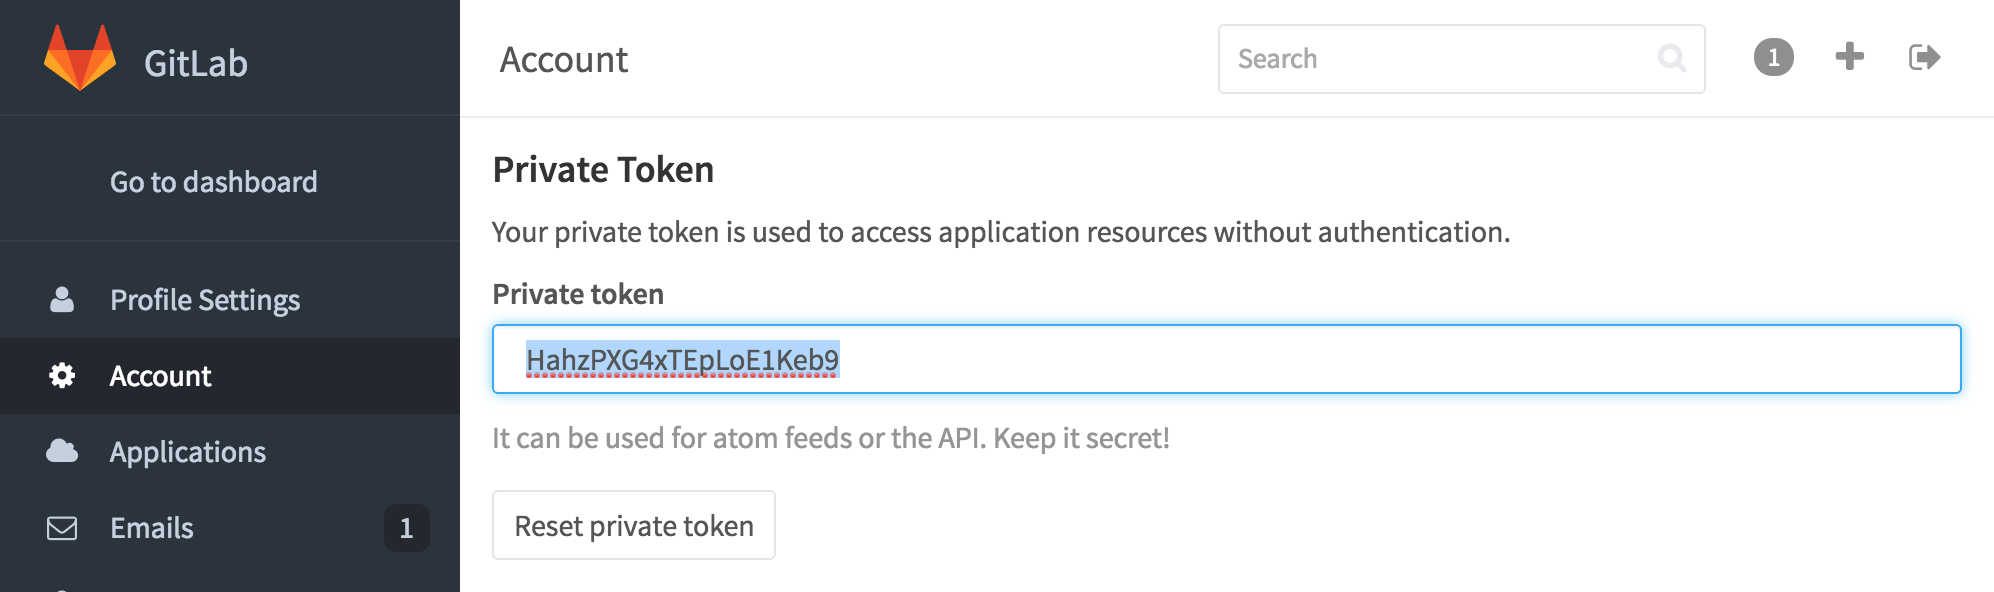 GitLab
Go to dashboard
Profile Settings
Account
Applications
Emails 1
Account
Search
1
Private Token
Your private token is used to access application resources without authentication.
Private token
HahzPXG4xTEpLoE1Keb9
It can be used for atom feeds or the API. Keep it secret!
Reset private token